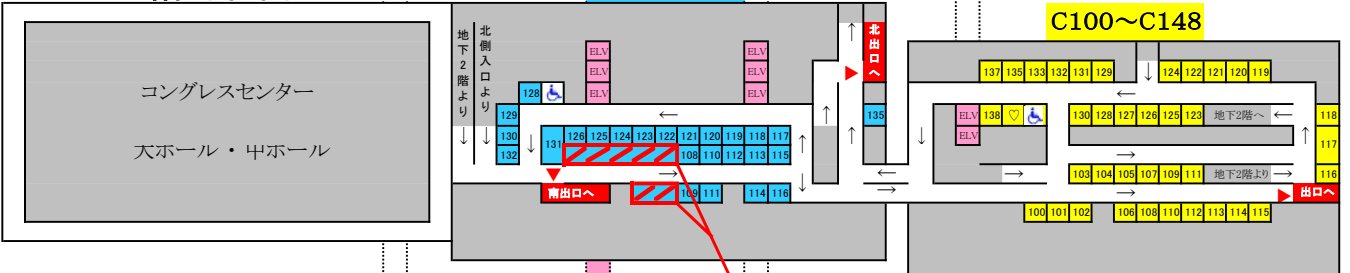 C100～C148
コングレスセンター
大ホール ・ 中ホール
地下2階より
北側入口より
ELV
ELV
ELV
ELV
ELV
ELV
北出口へ
128
129
130
132
131
126 125 124 123 122 121 120 119 118 117
108 110 112 113 115
135
南出口へ
109 111
114 116
137 135 133 132 131 129
124 122 121 120 119
ELV
ELV
138 ♡
130 128 127 126 125 123 地下2階へ
118
117
116
103 104 105 107 109 111 地下2階より
出口へ
100 101 102
106 108 110 112 113 114 115